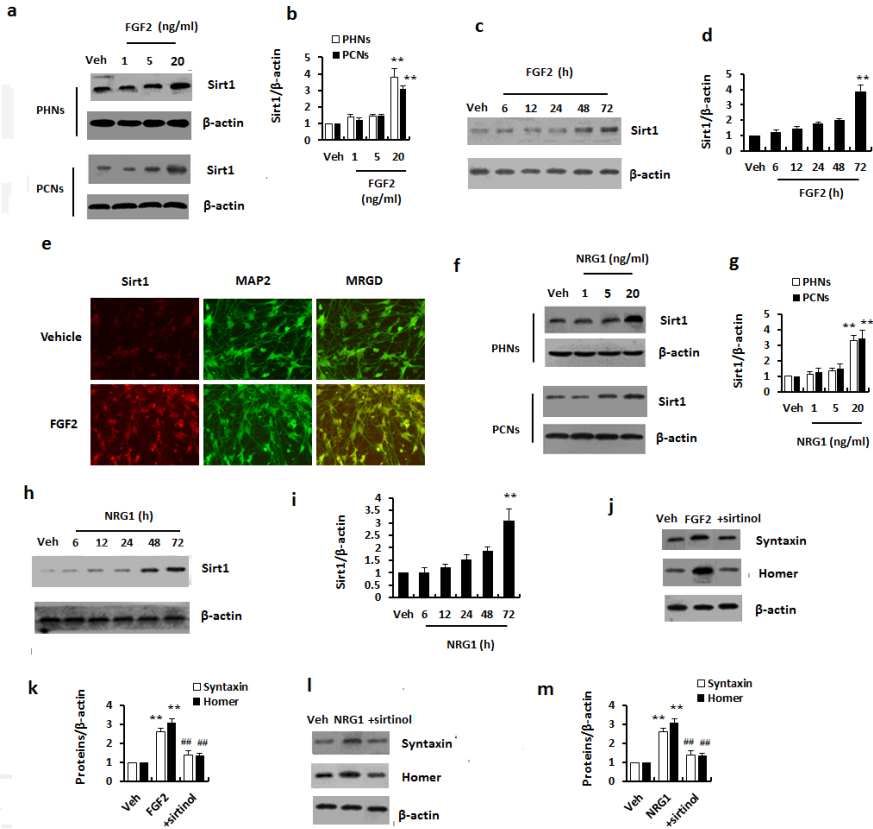 a
FGF2 (ng/ml)
Veh 1 5 20
PHNs
Sirt1
β-actin
PCNs
Sirt1
β-actin
b
PHNs
PCNs
Sirt1/β-actin
5
4
3
2
1
0
**
**
Veh 1 5 20
FGF2
(ng/ml)
c
FGF2 (h)
Veh 6 12 24 48 72
Sirt1
β-actin
d
Sirt1/β-actin
5
4
3
2
1
0
**
Veh 6 12 24 48 72
FGF2 (h)
e
Sirt1 MAP2 MRGD
Vehicle
FGF2
f
NRG1 (ng/ml)
Veh 1 5 20
PHNs
Sirt1
β-actin
PCNs
Sirt1
β-actin
g
PHNs
PCNs
Sirt1/β-actin
5
4
3
2
1
0
** **
Veh 1 5 20
NRG1 (ng/ml)
h
NRG1 (h)
Veh 6 12 24 48 72
Sirt1
β-actin
i
Sirt1/β-actin
4
3.5
3
2.5
2
1.5
1
0.5
0
**
Veh 6 12 24 48 72
NRG1 (h)
j
Veh FGF2 +sirtinol
Syntaxin
Homer
β-actin
k
Syntaxin
Homer
Proteins/β-actin
4
3
2
1
0
** **
## ##
Veh FGF2 +sirtinol
l
Veh NRG1 +sirtinol
Syntaxin
Homer
β-actin
m
Syntaxin
Homer
Proteins/β-actin
4
3
2
1
0
** **
## ##
Veh NRG1 +sirtinol